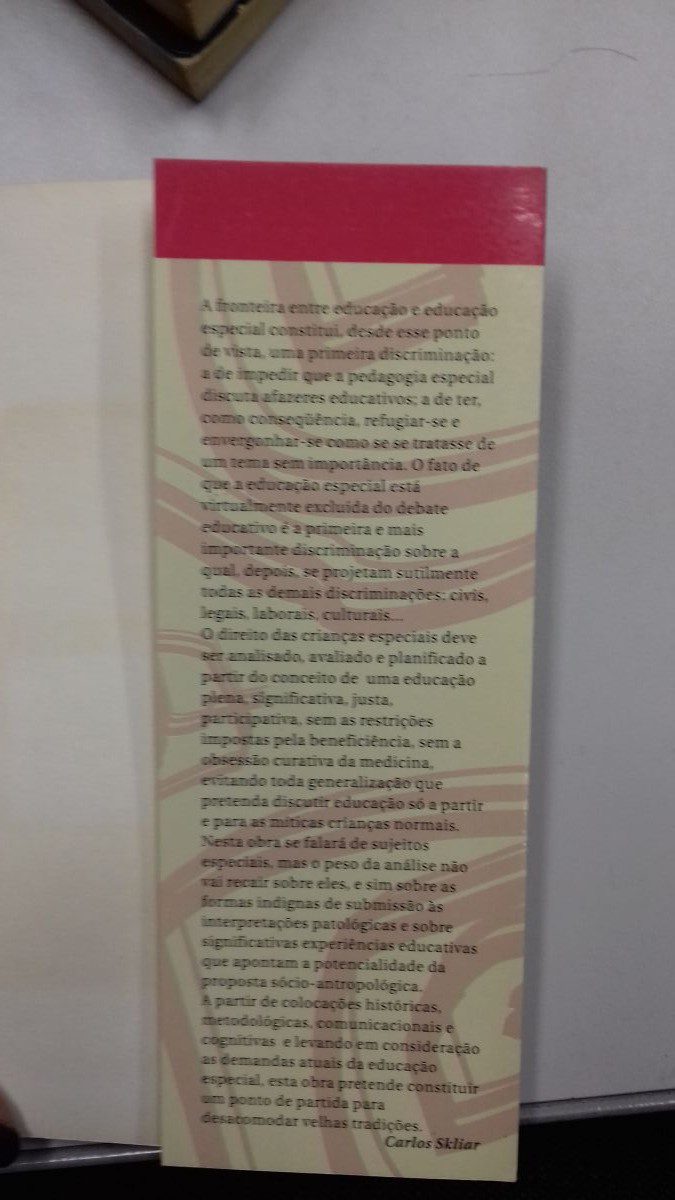 A fronteira entre educação e educação
especial constitui, desde esse ponto
de vista, uma primeira discriminação:
a de impedir que a pedagogia especial
discuta afazeres educativos; a de ter,
como conseqüência, refugiar-se e
envergonhar-se como se se tratasse de
um tema sem importância. O fato de
que a educação especial está
virtualmente excluída do debate
educativo é a primeira e mais
importante discriminação sobre a
qual, depois, se projetam sutilmente
todas as demais discriminações: civis,
legais, laborais, culturais...
O direito das crianças especiais deve
ser analisado, avaliado e planificado a
partir do conceito de uma educação
plena, significativa, justa,
participativa, sem as restrições
impostas pela beneficiência, sem a
obsessão curativa da medicina,
evitando toda generalização que
pretenda discutir educação só a partir
e para as míticas crianças normais.
Nesta obra se falará de sujeitos
especiais, mas o peso da análise não
vai recair sobre eles, e sim sobre as
formas indignas de submissão às
interpretações patológicas e sobre
significativas experiências educativas
que apontam a potencialidade da
proposta sócio-antropológica.
A partir de colocações históricas,
metodológicas, comunicacionais e
cognitivas e levando em consideração
as demandas atuais da educação
especial, esta obra pretende constituir
um ponto de partida para
desacomodar velhas tradições.
Carlos Skliar